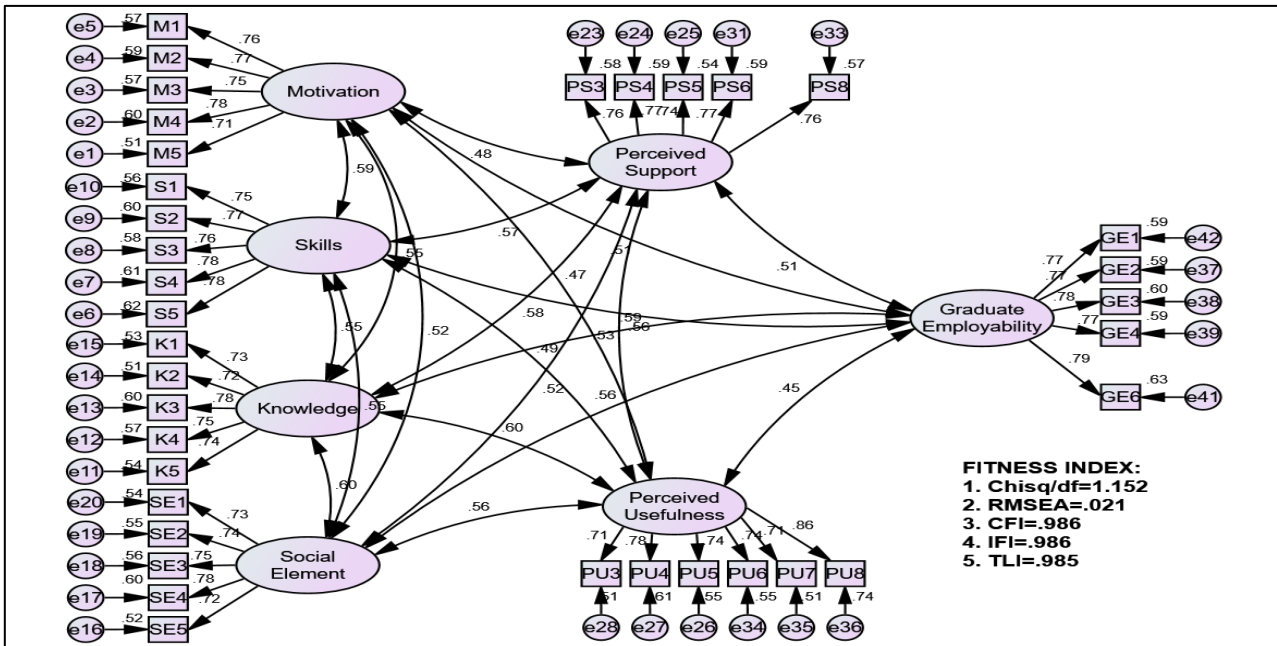 e5 .57 M1 .76
e4 .59 M2 .77
e3 .57 M3 .75
e2 .60 M4 .78
e1 .51 M5 .71
Motivation
e10 .56 S1 .75
e9 .60 S2 .77
e8 .58 S3 .76
e7 .61 S4 .78
e6 .62 S5 .78
Skills
e15 .53 K1 .73
e14 .51 K2 .72
e13 .60 K3 .78
e12 .57 K4 .75
e11 .54 K5 .74
Knowledge
e20 .54 SE1 .73
e19 .55 SE2 .74
e18 .56 SE3 .75
e17 .60 SE4 .78
e16 .52 SE5 .72
Social
Element
e23 e24 e25 e31 e33
.58 .59 .54 .59 .57
PS3 PS4 PS5 PS6 PS8
.76 .77 .74 .77 .76
Perceived
Support
.59
.48
.57
.55
.51
.47
.51
.58
.59
.56
.55
.52
.53
.49
.52
.56
.45
.55
.60
.60
.56
Perceived
Usefulness
.71 .78 .74 .74 .71 .86
PU3 PU4 PU5 PU6 PU7 PU8
.51 .61 .55 .55 .51 .74
e28 e27 e26 e34 e35 e36
Graduate
Employability
.77 GE1 .59 e42
.77 GE2 .59 e37
.78 GE3 .60 e38
.77 GE4 .59 e39
.79 GE6 .63 e41
FITNESS INDEX:
1. Chisq/df=1.152
2. RMSEA=.021
3. CFI=.986
4. IFI=.986
5. TLI=.985